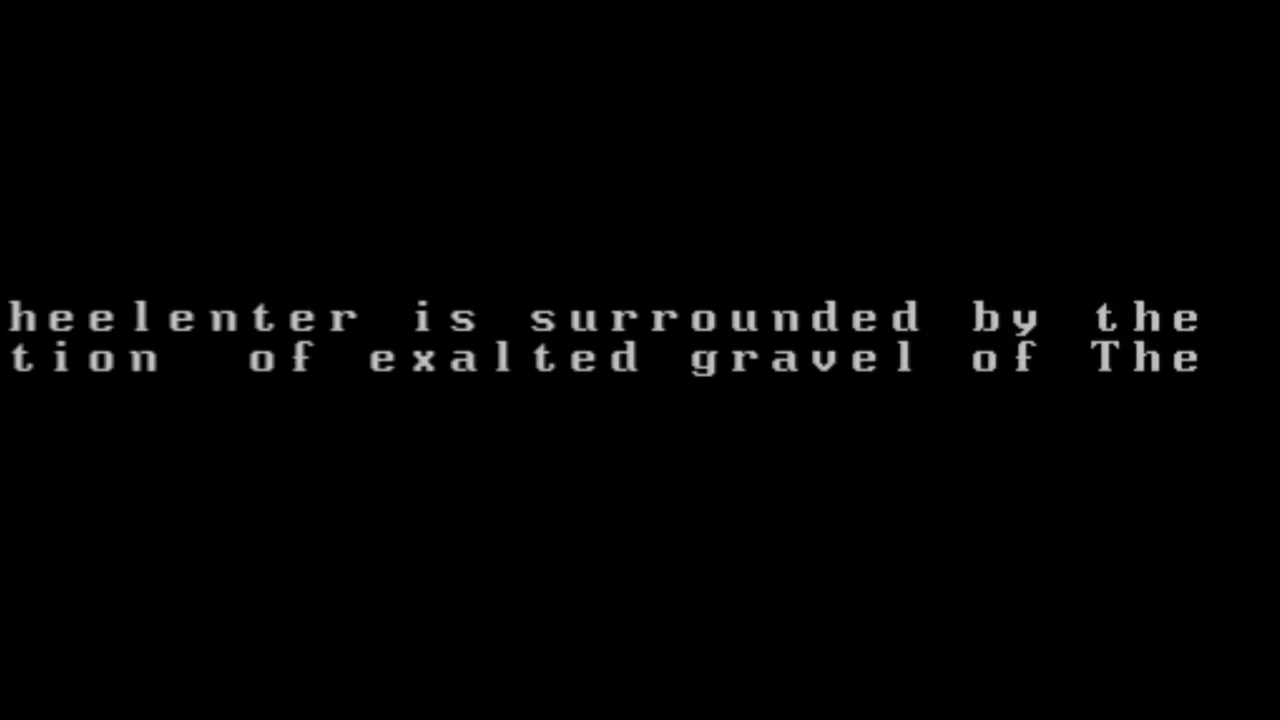 heelenter is surrounded by the
tion of exalted gravel of The